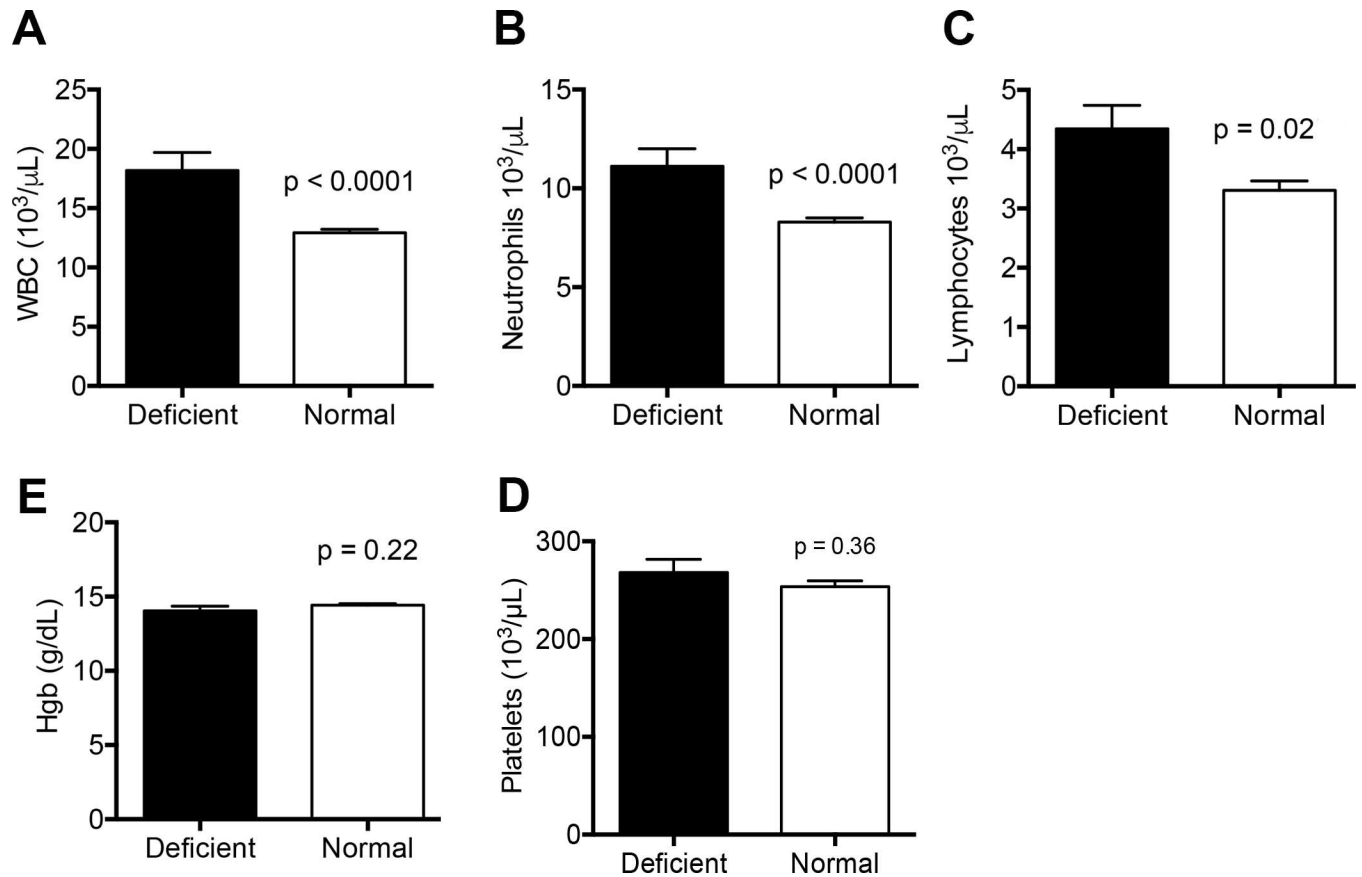 A
WBC (10³/μL)
25
20
15
10
5
0
p < 0.0001
Deficient Normal
B
Neutrophils 10³/μL
15
10
5
0
p < 0.0001
Deficient Normal
C
Lymphocytes 10³/μL
5
4
3
2
1
0
p = 0.02
Deficient Normal
E
Hgb (g/dL)
20
15
10
5
0
p = 0.22
Deficient Normal
D
Platelets (10³/μL)
300
200
100
0
p = 0.36
Deficient Normal